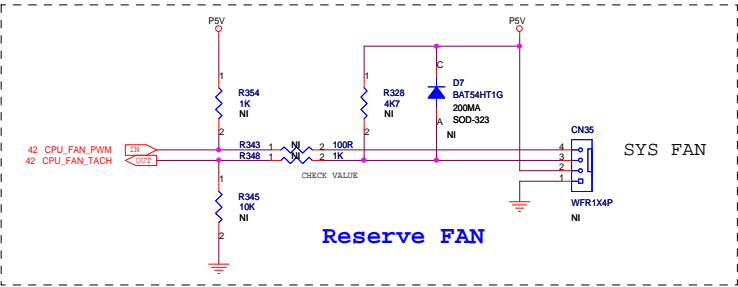 P5V
P5V
1
R354
1K
NI
2
1
R328
4K7
NI
2
C
D7
BAT54HT1G
200MA
SOD-323
A
NI
CN35
42 CPU_FAN_PWM IN R343 1 NI 2 100R 4
42 CPU_FAN_TACH OUT R348 1 NI 2 1K 3
2
1
SYS FAN
CHECK VALUE
1
R345
10K
NI
2
WFR1X4P
NI
Reserve FAN